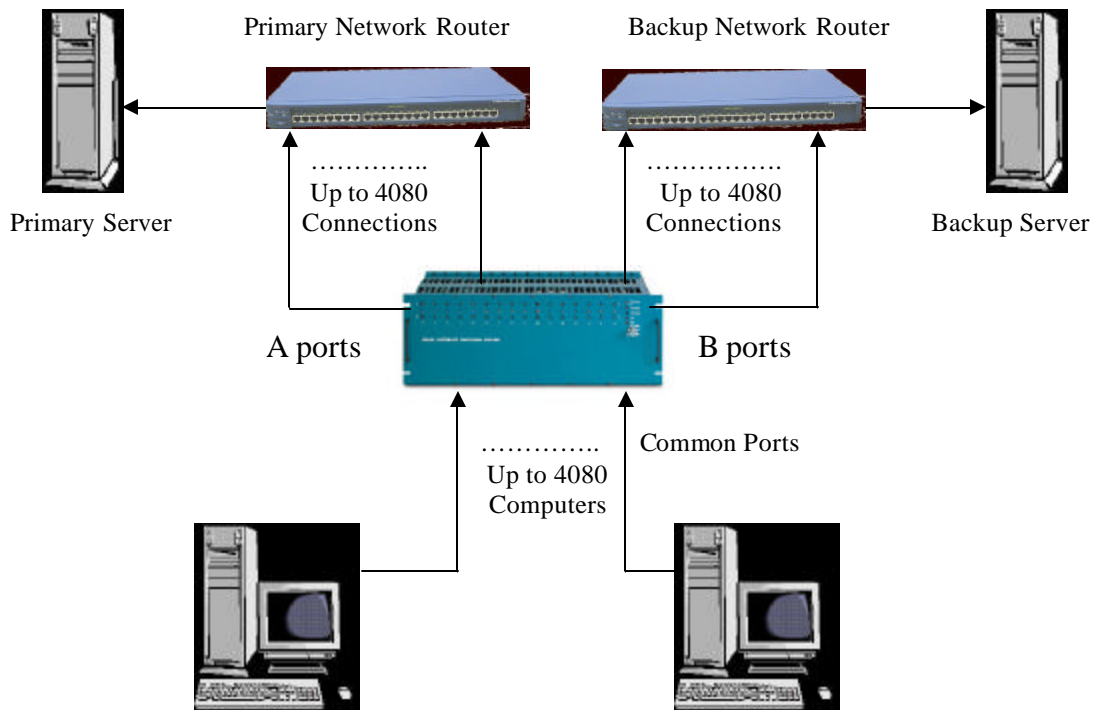 Primary Network Router
Backup Network Router
…………..
Up to 4080
Connections
…………..
Up to 4080
Connections
Primary Server
Backup Server
A ports
B ports
…………..
Common Ports
Up to 4080
Computers